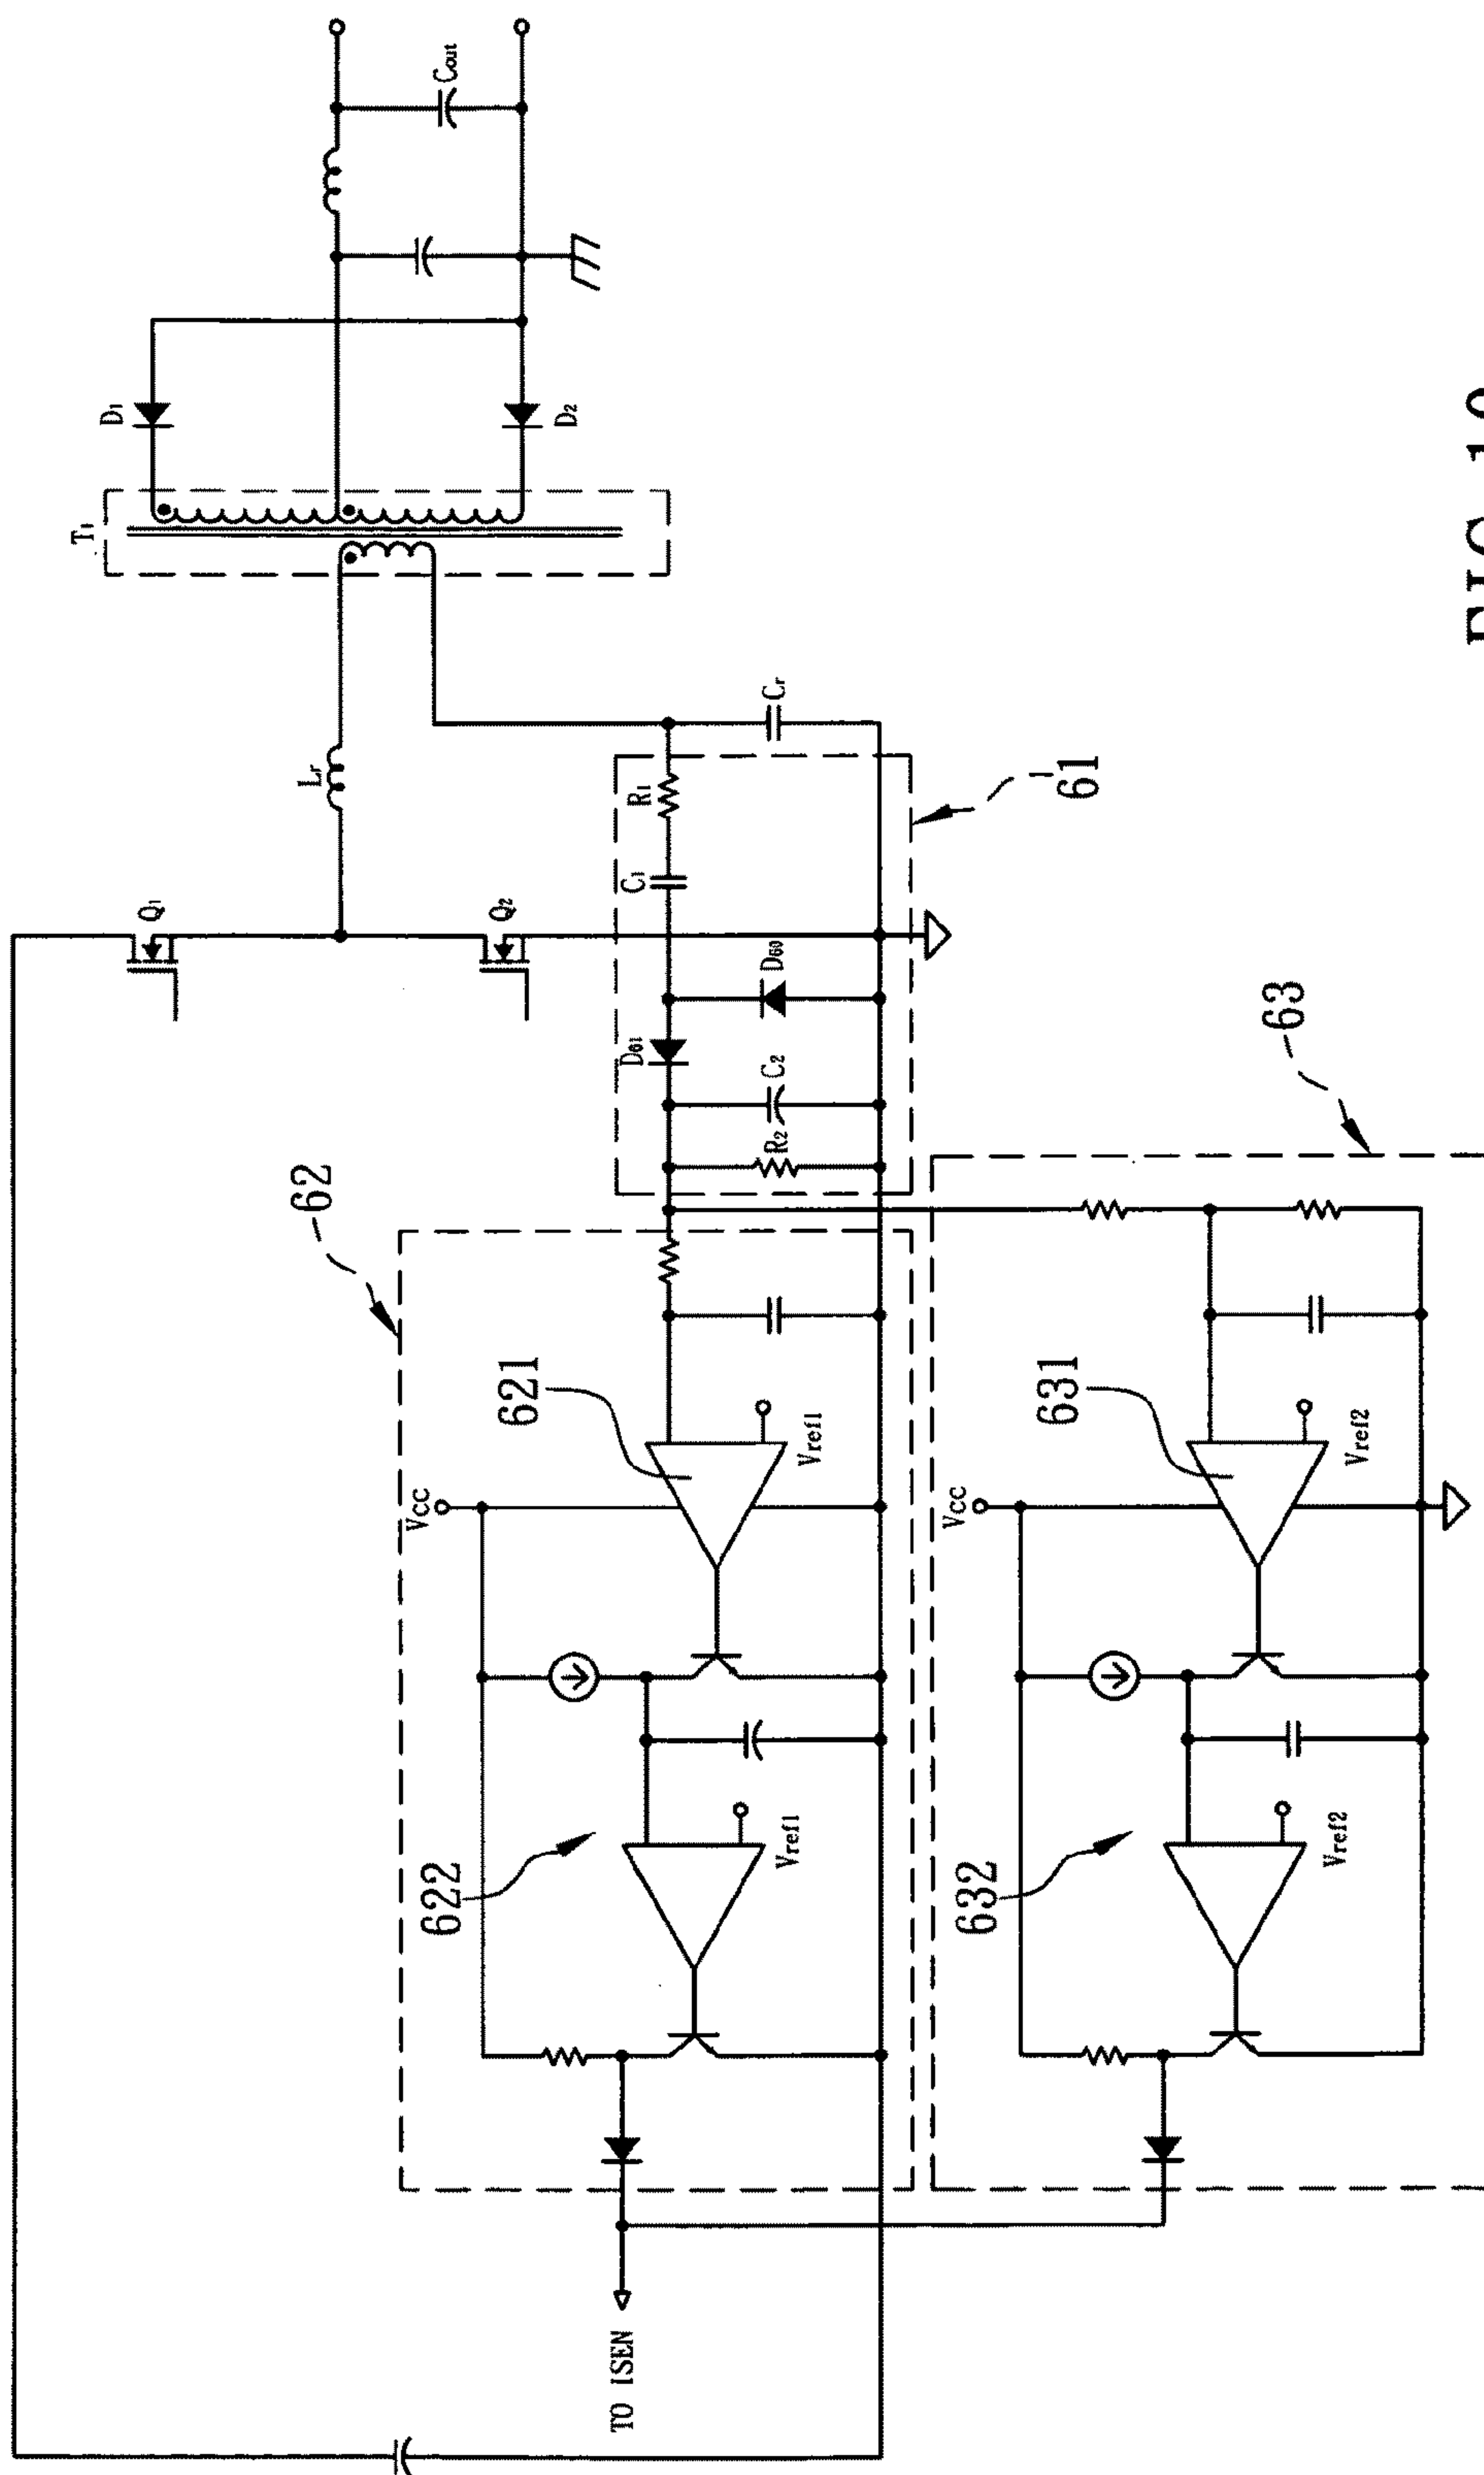 Cout
D1
D2
T1
Lr
Cr
R1
C1
61
Q1
Q2
D60
D61
C2
R2
63
62
621
Vref1
VCC
631
Vref2
VCC
622
Vref1
632
Vref2
TO ISEN